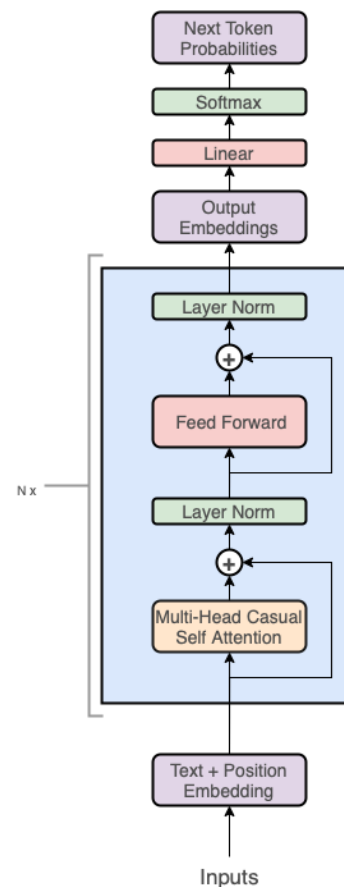 Next Token
Probabilities
Softmax
Linear
Output
Embeddings
Layer Norm
+
Feed Forward
N x
Layer Norm
+
Multi-Head Casual
Self Attention
Text + Position
Embedding
Inputs